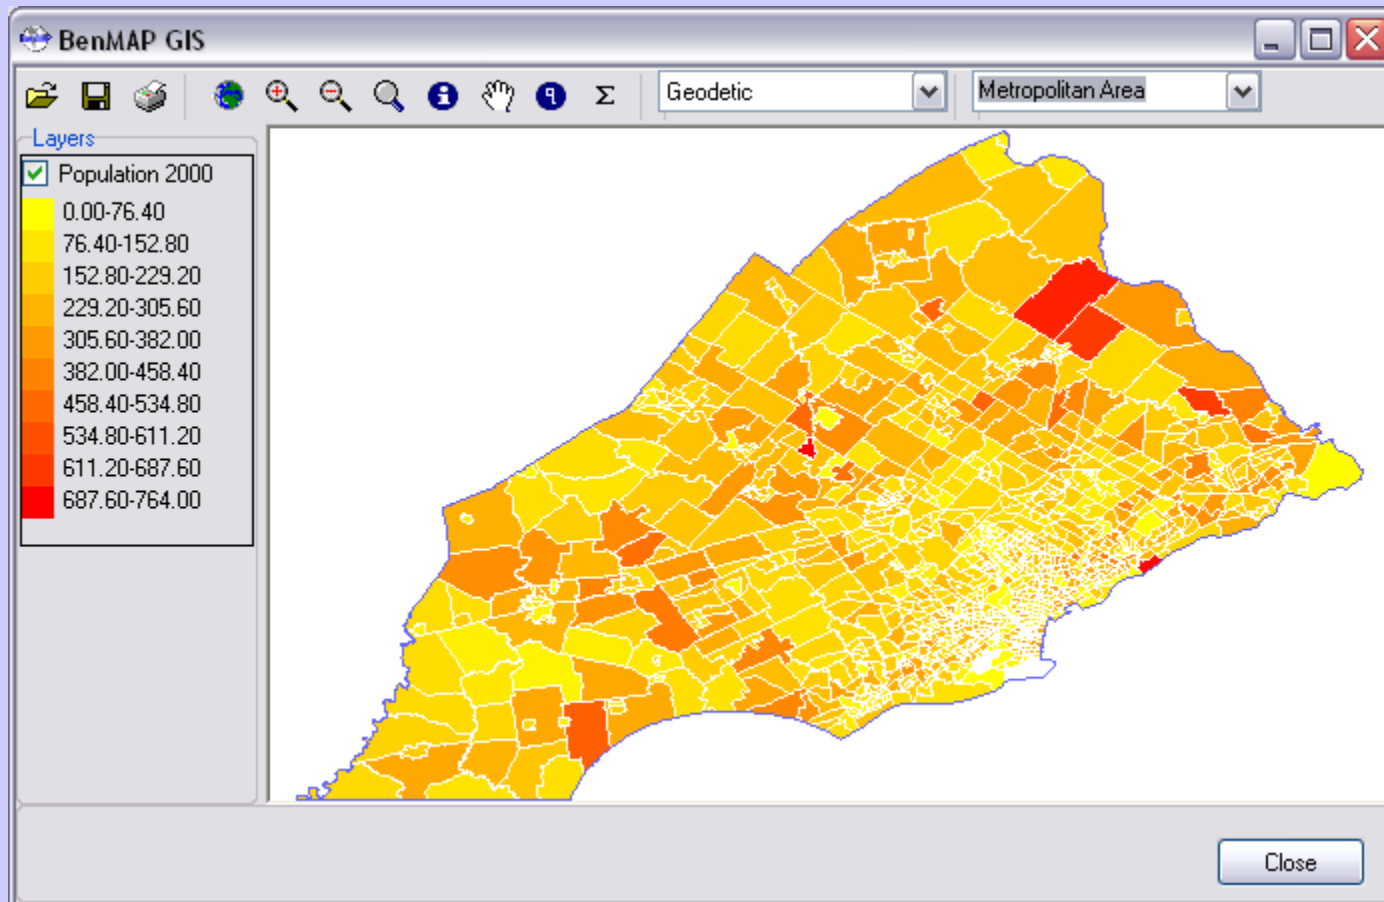 BenMAP GIS
Σ
Geodetic
Metropolitan Area
Layers
Population 2000
0.00-76.40
76.40-152.80
152.80-229.20
229.20-305.60
305.60-382.00
382.00-458.40
458.40-534.80
534.80-611.20
611.20-687.60
687.60-764.00
Close